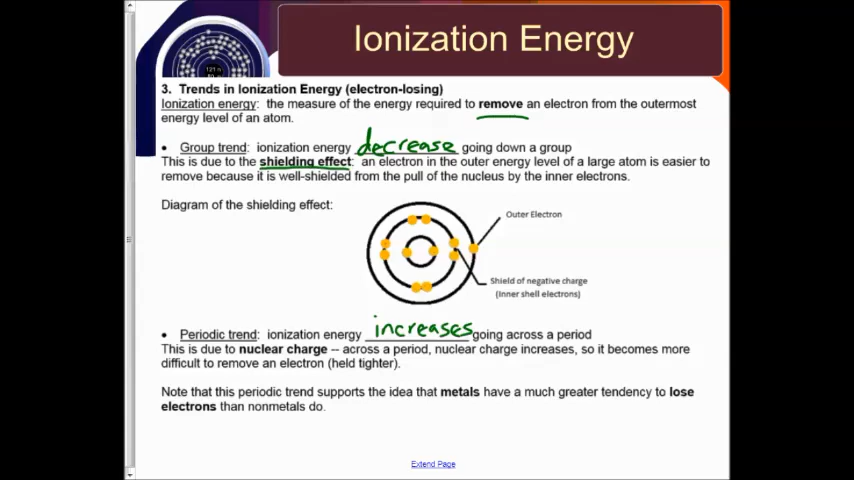 Ionization Energy
3. Trends in Ionization Energy (electron-losing)
Ionization energy: the measure of the energy required to remove an electron from the outermost
energy level of an atom.
• Group trend: ionization energy decrease going down a group
This is due to the shielding effect: an electron in the outer energy level of a large atom is easier to
remove because it is well-shielded from the pull of the nucleus by the inner electrons.
Diagram of the shielding effect:
Outer Electron
Shield of negative charge
(inner shell electrons)
• Periodic trend: ionization energy increases going across a period
This is due to nuclear charge -- across a period, nuclear charge increases, so it becomes more
difficult to remove an electron (held tighter).
Note that this periodic trend supports the idea that metals have a much greater tendency to lose
electrons than nonmetals do.
Extend Page